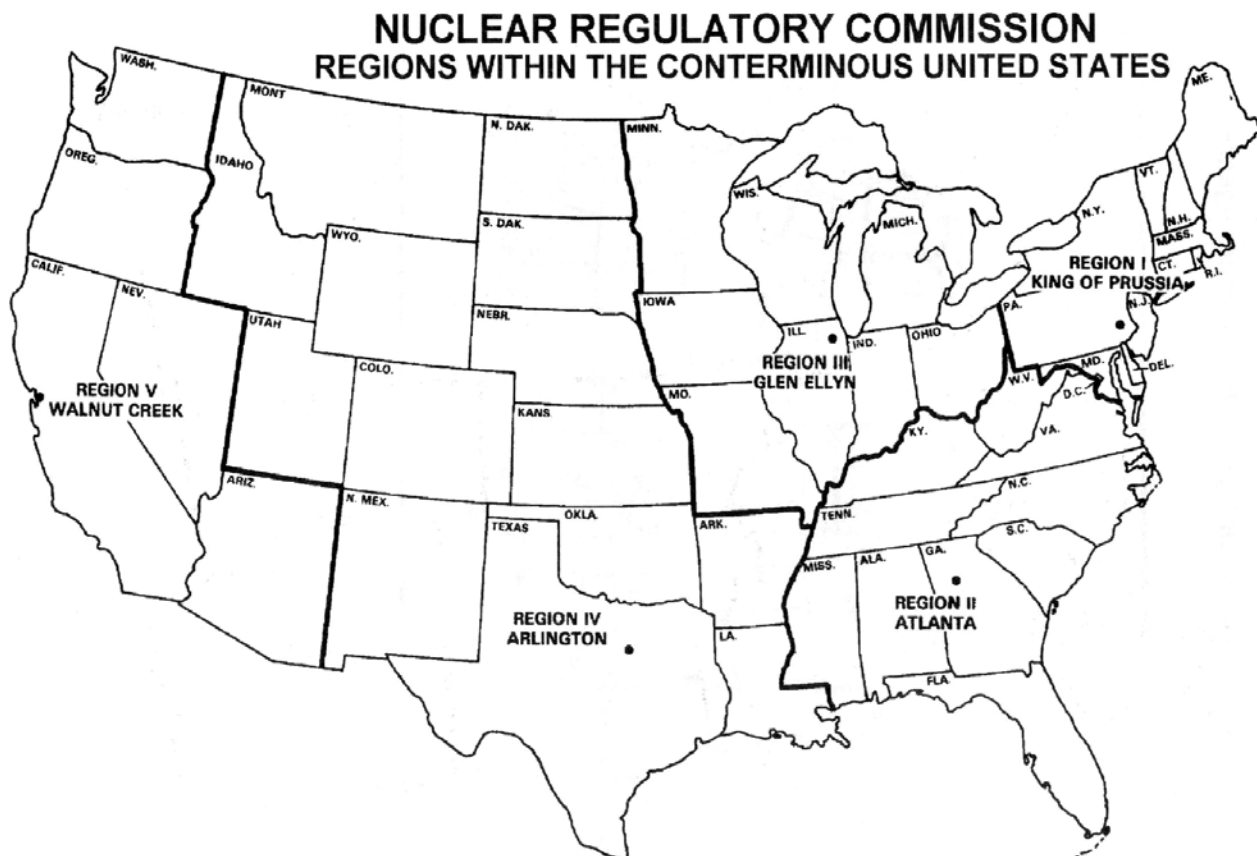 NUCLEAR REGULATORY COMMISSION
REGIONS WITHIN THE CONTERMINOUS UNITED STATES
WASH.
MONT
N. DAK.
MINN.
ME.
OREG.
IDAHO
WIS.
VT.
S. DAK.
MICH.
N.Y.
N.H.
WYO.
MASS.
CALIF.
REGION I
KING OF PRUSSIA
CT.
R.I.
NEV.
IOWA
PA.
N.J.
UTAH
NEBR.
ILL.
IND.
OHIO
COLO.
REGION III
GLEN ELLYN
MD.
DEL.
REGION V
WALNUT CREEK
MO.
W.V.
D.C.
KANS
KY.
VA.
ARIZ.
N. MEX.
N.C.
TEXAS
OKLA.
ARK.
TENN.
S.C.
MISS.
ALA.
GA.
REGION IV
ARLINGTON
REGION II
ATLANTA
LA.
FLA.